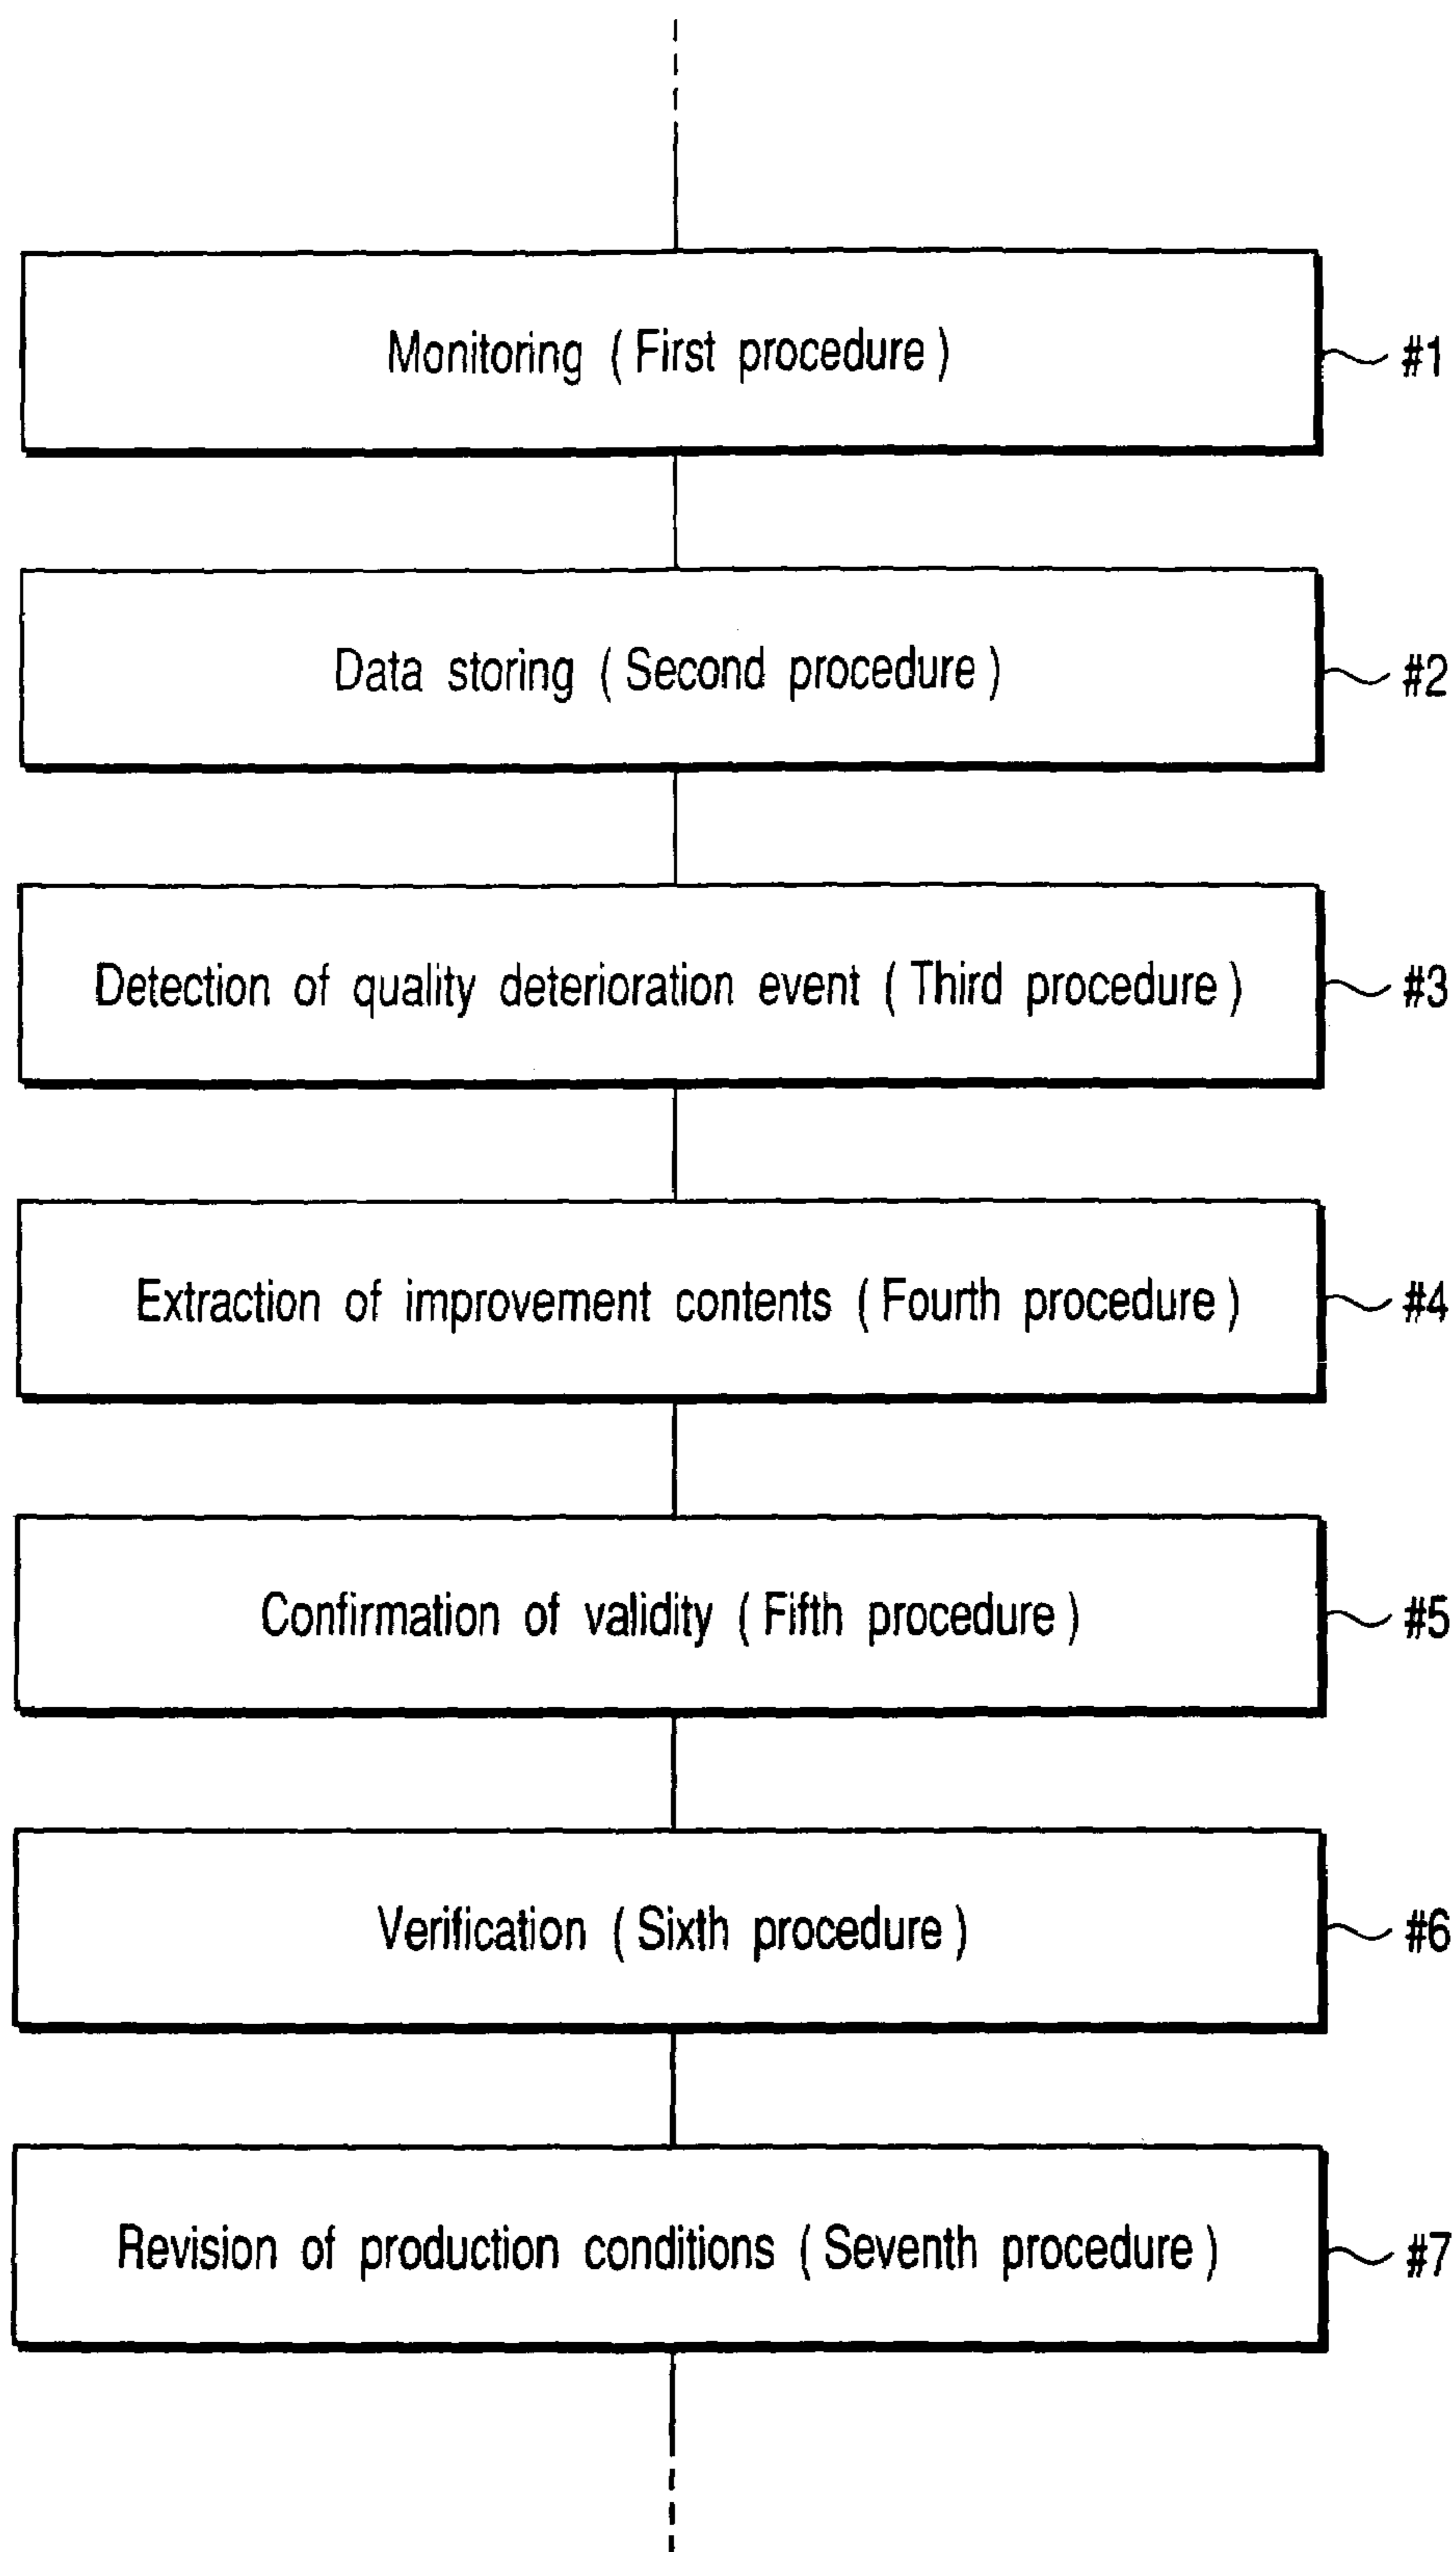 Monitoring (First procedure) #1
Data storing (Second procedure) #2
Detection of quality deterioration event (Third procedure) #3
Extraction of improvement contents (Fourth procedure) #4
Confirmation of validity (Fifth procedure) #5
Verification (Sixth procedure) #6
Revision of production conditions (Seventh procedure) #7